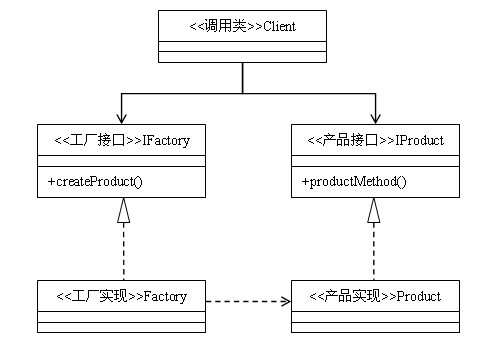 <<调用类>>Client
<<工厂接口>>IFactory
+createProduct()
<<产品接口>>IProduct
+productMethod()
<<工厂实现>>Factory
<<产品实现>>Product